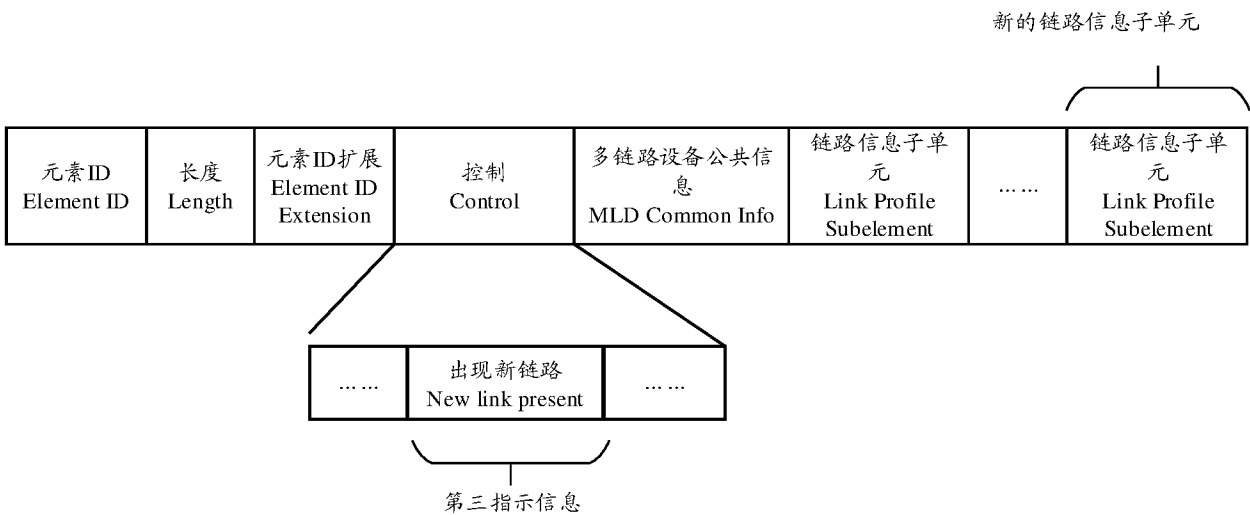 新的链路信息子单元
元素ID
Element ID
长度
Length
元素ID扩展
Element ID
Extension
控制
Control
多链路设备公共信
息
MLD Common Info
链路信息子单
元
Link Profile
Subelement
……
链路信息子单
元
Link Profile
Subelement
……
出现新链路
New link present
……
第三指示信息